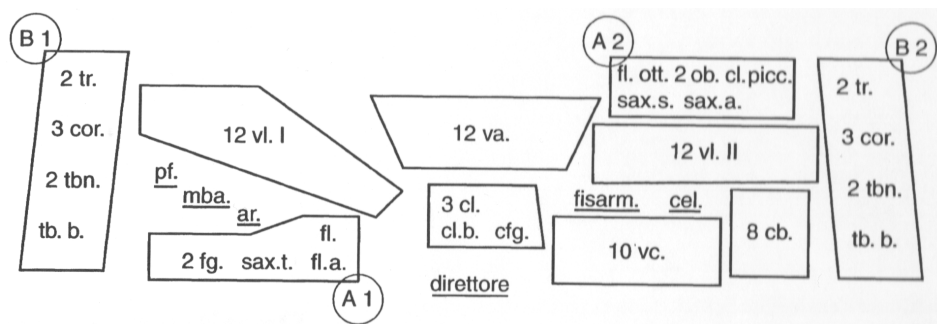 B 1
2 tr.
3 cor.
2 tbn.
tb. b.
12 vl. I
pf.
mba.
ar.
fl.
2 fg. sax.t. fl.a.
A 1
12 va.
3 cl.
cl.b. cfg.
direttore
A 2
fl. ott. 2 ob. cl.picc.
sax.s. sax.a.
12 vl. II
fisarm. cel.
10 vc.
8 cb.
B 2
2 tr.
3 cor.
2 tbn.
tb. b.